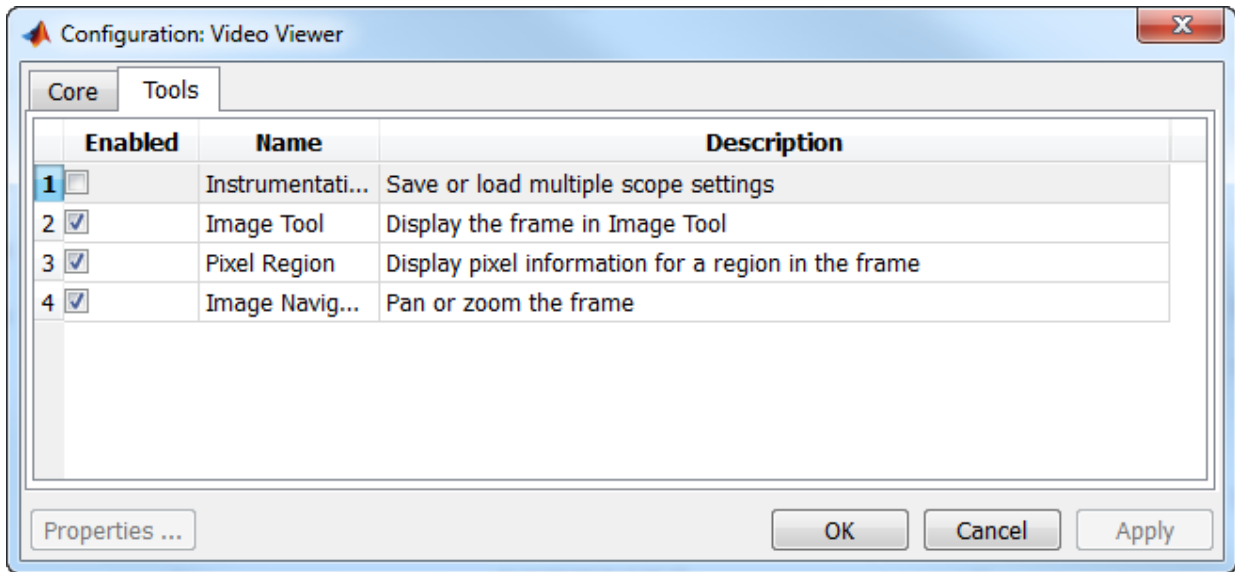 Configuration: Video Viewer
x
Core Tools
Enabled Name Description
1 Instrumentati... Save or load multiple scope settings
2 Image Tool Display the frame in Image Tool
3 Pixel Region Display pixel information for a region in the frame
4 Image Navig... Pan or zoom the frame
Properties ... OK Cancel Apply